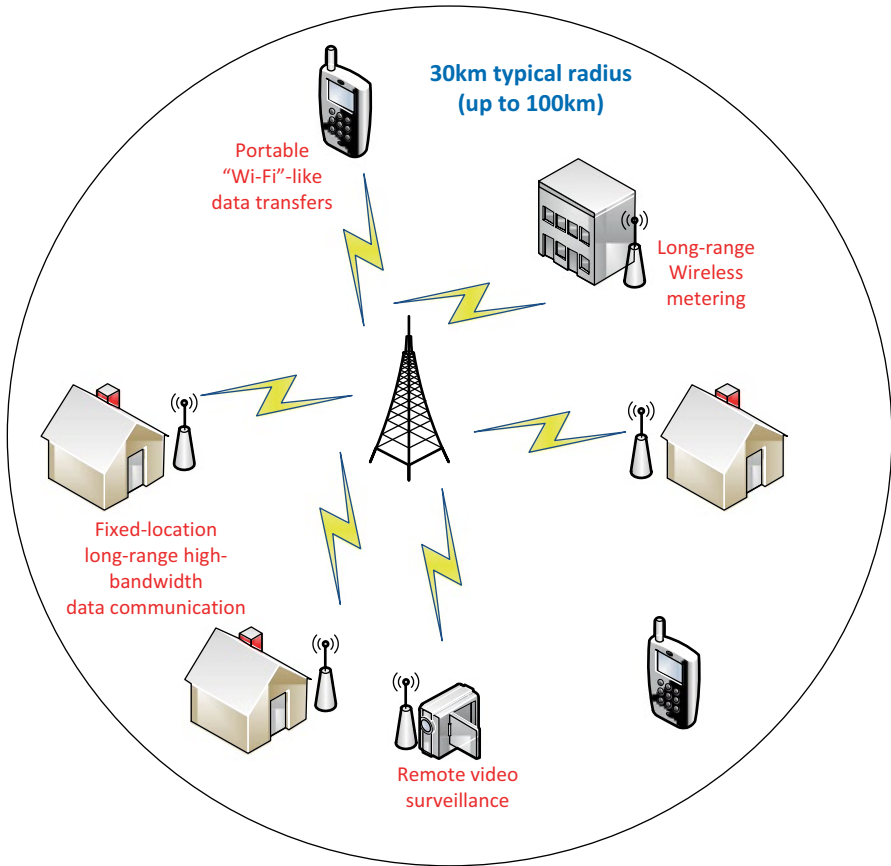 30km typical radius
(up to 100km)
Portable
“Wi-Fi”-like
data transfers
Long-range
Wireless
metering
Fixed-location
long-range high-
bandwidth
data communication
Remote video
surveillance